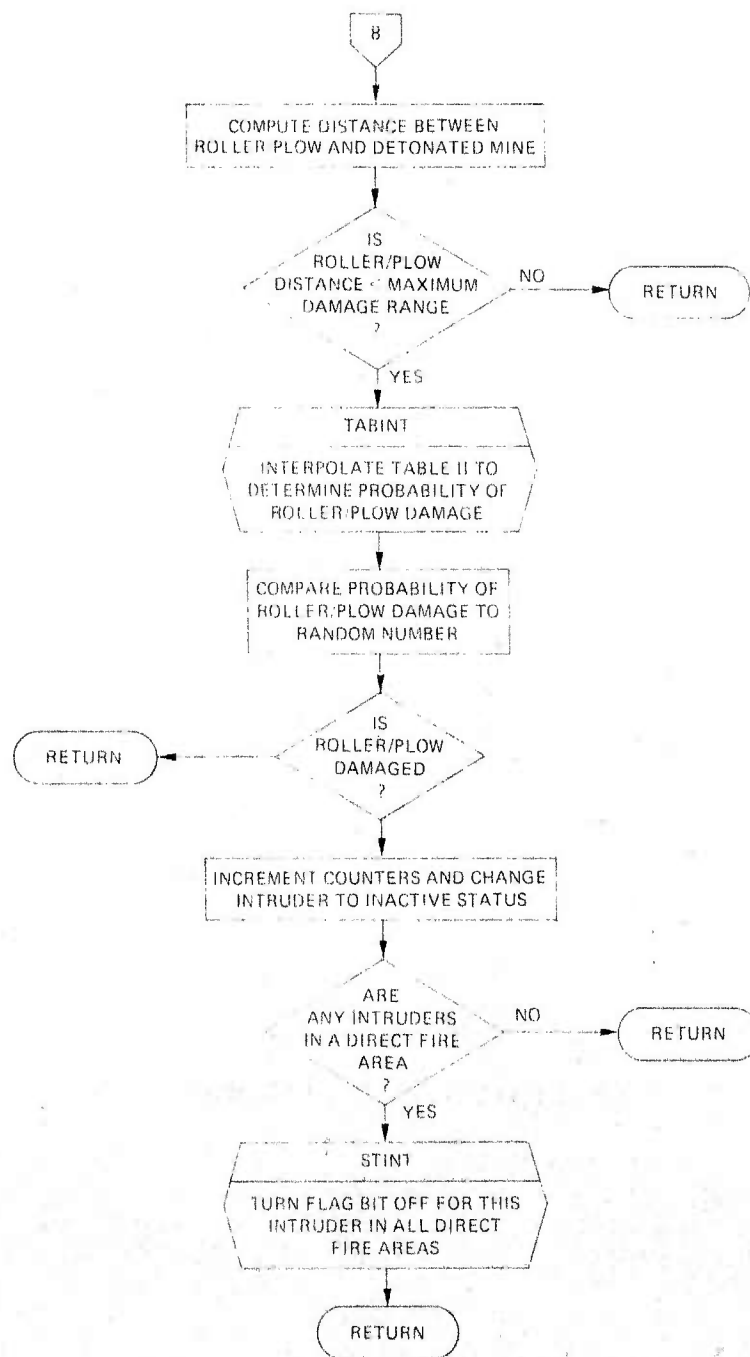 8
COMPUTE DISTANCE BETWEEN
ROLLER PLOW AND DETONATED MINE
IS
ROLLER/PLOW
DISTANCE < MAXIMUM
DAMAGE RANGE
?
NO
RETURN
YES
TABINT
INTERPOLATE TABLE II TO
DETERMINE PROBABILITY OF
ROLLER/PLOW DAMAGE
COMPARE PROBABILITY OF
ROLLER/PLOW DAMAGE TO
RANDOM NUMBER
IS
ROLLER/PLOW
DAMAGED
?
RETURN
INCREMENT COUNTERS AND CHANGE
INTRUDER TO INACTIVE STATUS
ARE
ANY INTRUDERS
IN A DIRECT FIRE
AREA
?
NO
RETURN
YES
STINT
TURN FLAG BIT OFF FOR THIS
INTRUDER IN ALL DIRECT
FIRE AREAS
RETURN